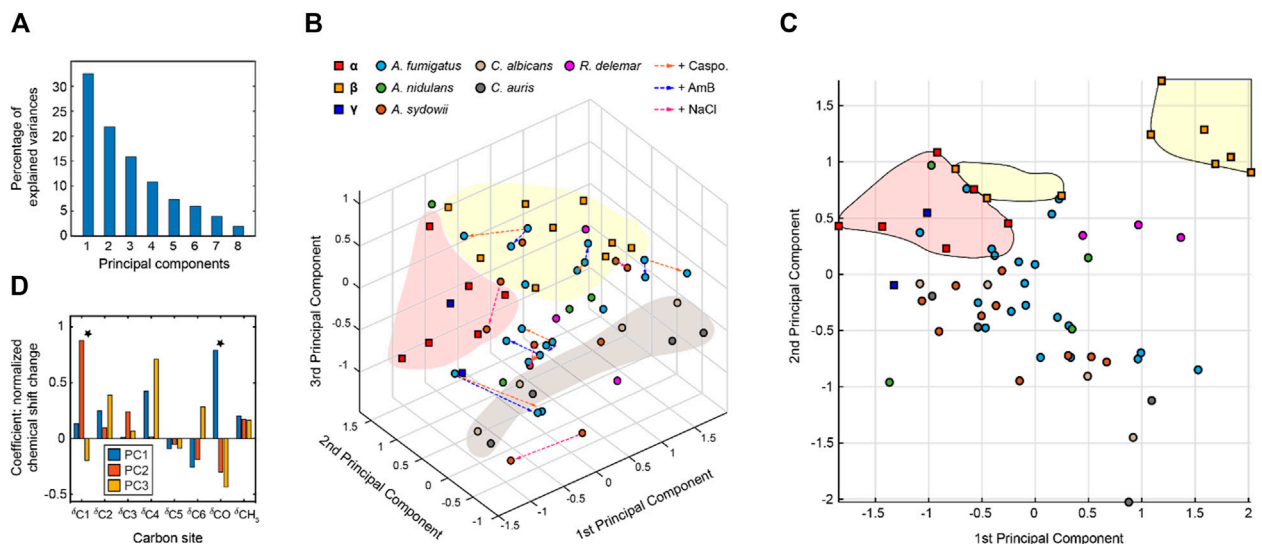 A
Percentage of
explained variances
30
25
20
15
10
5
0
1 2 3 4 5 6 7 8
Principal components
B
α A. fumigatus C. albicans R. delemar + Caspo.
β A. nidulans C. auris + AmB
γ A. sydowii + NaCl
3rd Principal Component
1
0.5
0
-0.5
-1
2nd Principal Component
1.5
1
0.5
0
-0.5
-1
1st Principal Component
-1.5
-1
-0.5
0
0.5
1
1.5
C
2nd Principal Component
1.5
1
0.5
0
-0.5
-1
-1.5
-2
-1.5 -1 -0.5 0 0.5 1 1.5 2
1st Principal Component
D
Coefficient: normalized
chemical shift change
1
0.5
0
-0.5
PC1
PC2
PC3
δC1 δC2 δC3 δC4 δC5 δC6 δCO δCH3
Carbon site